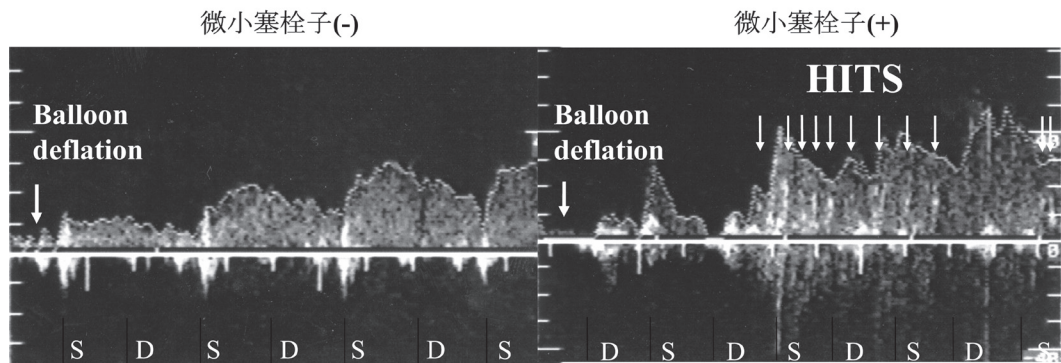 微小塞栓子(-)
Balloon
deflation
S D S D S D S
微小塞栓子(+)
HITS
Balloon
deflation
D S D S D S D S